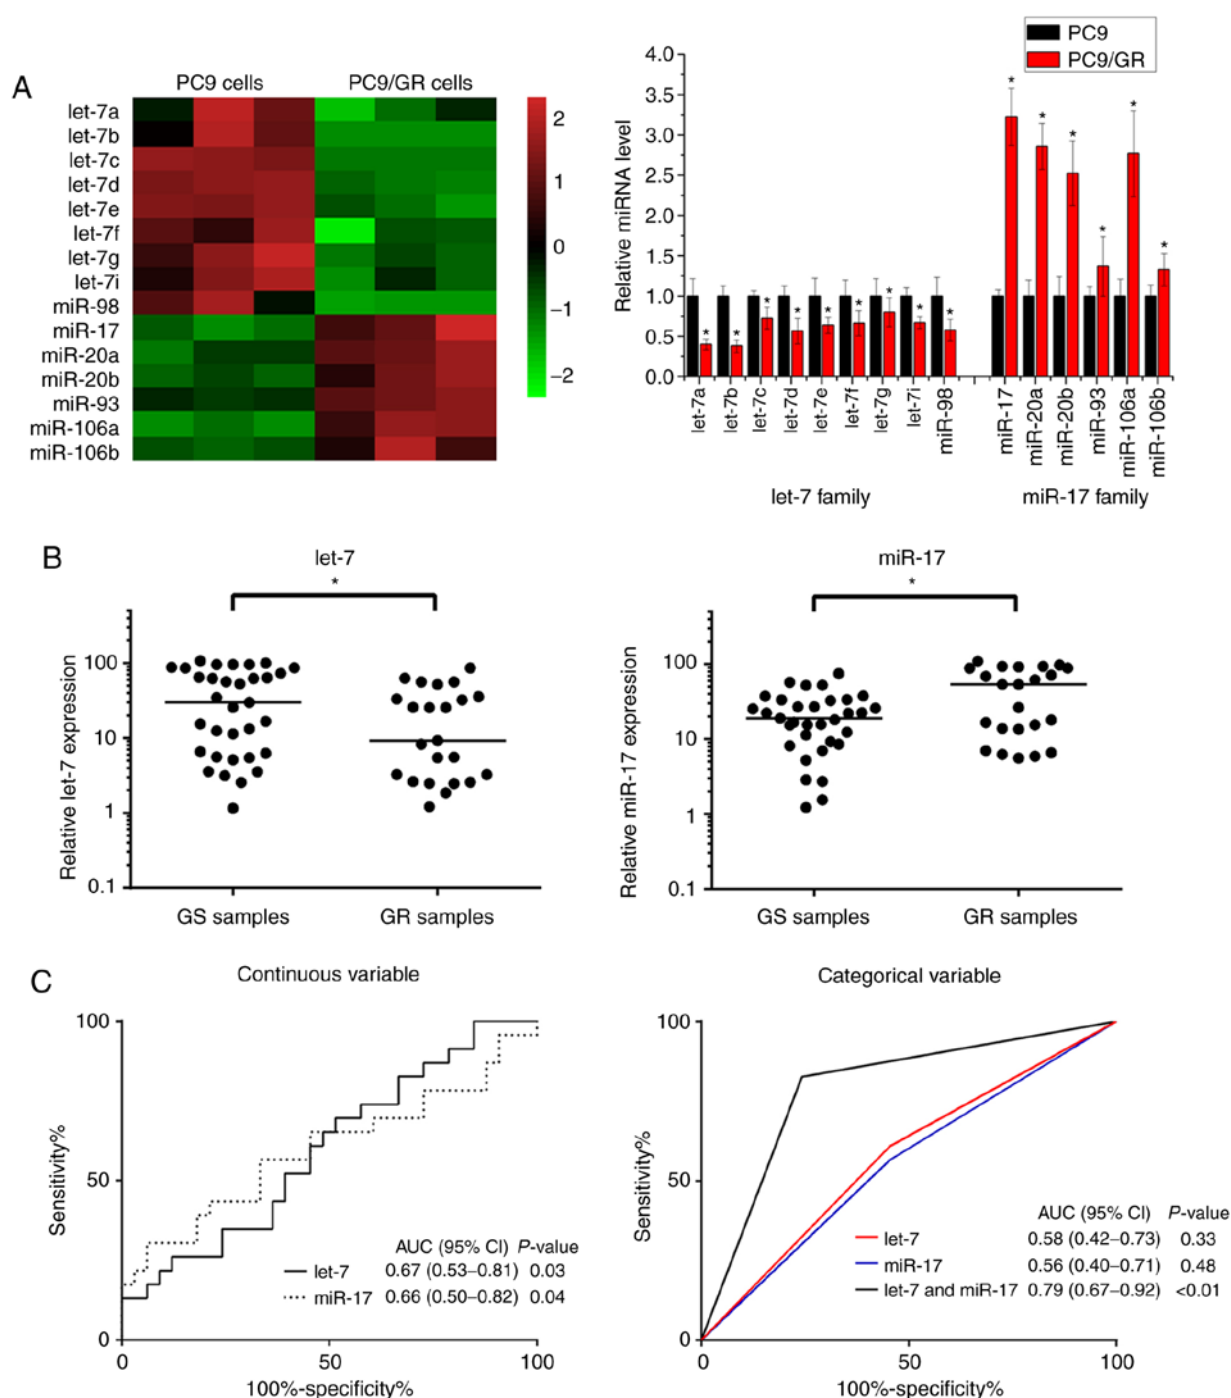 A
PC9 cells
PC9/GR cells
let-7a
let-7b
let-7c
let-7d
let-7e
let-7f
let-7g
let-7i
miR-98
miR-17
miR-20a
miR-20b
miR-93
miR-106a
miR-106b
2
1
0
−1
−2
PC9
PC9/GR
Relative miRNA level
4.0
3.5
3.0
2.5
2.0
1.5
1.0
0.5
0.0
* * * * * * * * * * * * * * *
let-7a
let-7b
let-7c
let-7d
let-7e
let-7f
let-7g
let-7i
miR-98
miR-17
miR-20a
miR-20b
miR-93
miR-106a
miR-106b
let-7 family
miR-17 family
B
let-7
*
Relative let-7 expression
100
10
1
0.1
GS samples
GR samples
miR-17
*
Relative miR-17 expression
100
10
1
0.1
GS samples
GR samples
C
Continuous variable
Sensitivity%
100
50
0
AUC (95% CI) P-value
let-7 0.67 (0.53–0.81) 0.03
miR-17 0.66 (0.50–0.82) 0.04
0 50 100
100%-specificity%
Categorical variable
Sensitivity%
100
50
0
AUC (95% CI) P-value
let-7 0.58 (0.42–0.73) 0.33
miR-17 0.56 (0.40–0.71) 0.48
let-7 and miR-17 0.79 (0.67–0.92) <0.01
0 50 100
100%-specificity%